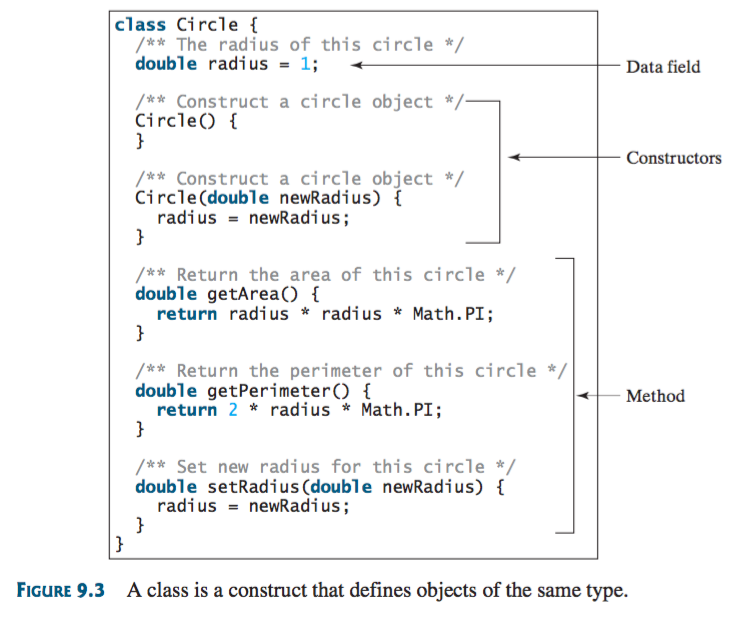 class Circle {
/** The radius of this circle */
double radius = 1;
Data field
/** Construct a circle object */
Circle() {
}
Constructors
/** Construct a circle object */
Circle(double newRadius) {
radius = newRadius;
}
/** Return the area of this circle */
double getArea() {
return radius * radius * Math.PI;
}
/** Return the perimeter of this circle */
double getPerimeter() {
return 2 * radius * Math.PI;
}
Method
/** Set new radius for this circle */
double setRadius(double newRadius) {
radius = newRadius;
}
}
FIGURE 9.3 A class is a construct that defines objects of the same type.